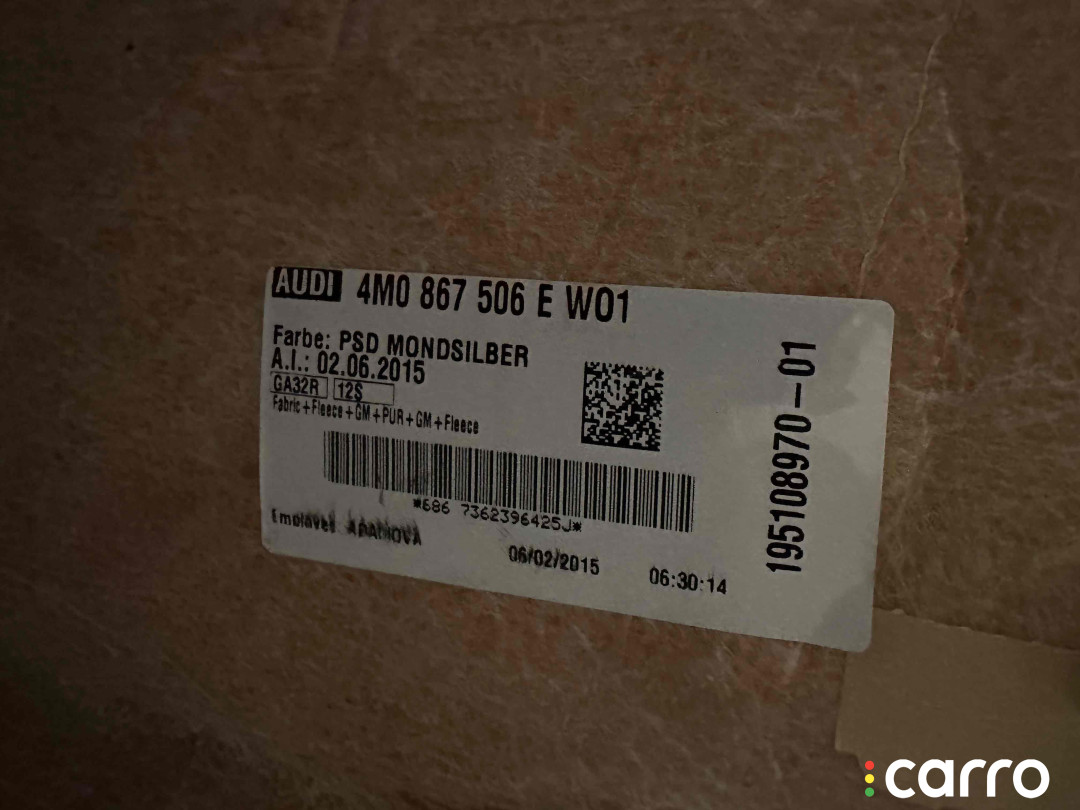 AUDI 4M0 867 506 E W01
Farbe: PSD MONDSILBER
A.I.: 02.06.2015
GA32R 12S
Fabric+Fleece+GM+PUR+GM+Fleece
*686 7362396425J*
06/02/2015 06:30:14
195108970-01
carro